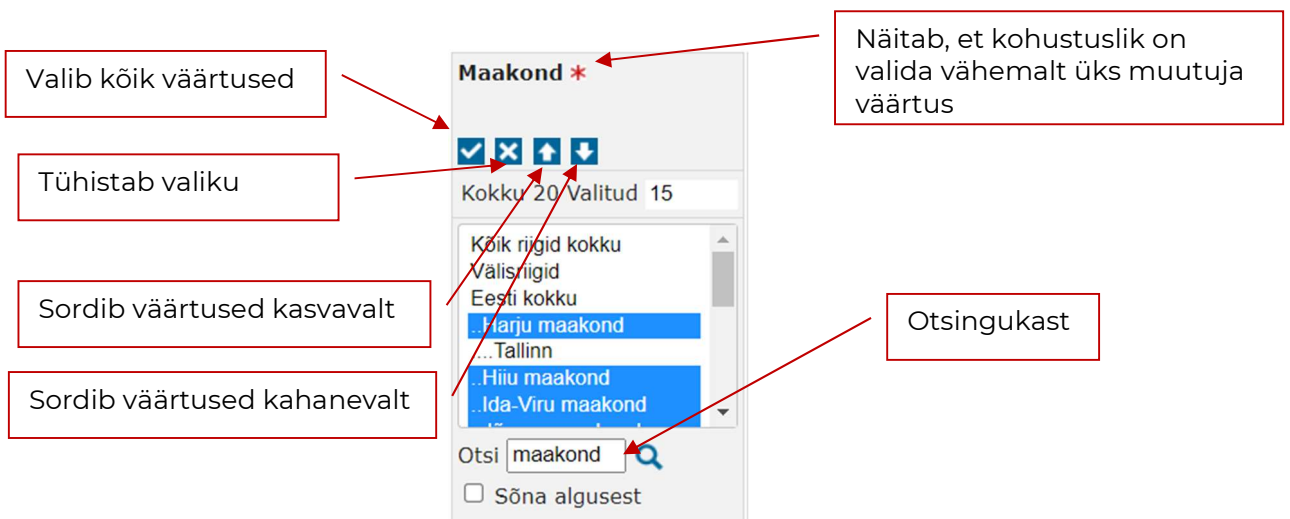 Näitab, et kohustuslik on
valida vähemalt üks muutuja
väärtus
Valib kõik väärtused
Maakond *
Tühistab valiku
Kokku 20 Valitud 15
Kõik riigid kokku
Välisriigid
Eesti kokku
..Harju maakond
....Tallinn
..Hiiu maakond
..Ida-Viru maakond
Sordib väärtused kasvavalt
Otsingukast
Sordib väärtused kahanevalt
Otsi maakond
Sõna algusest